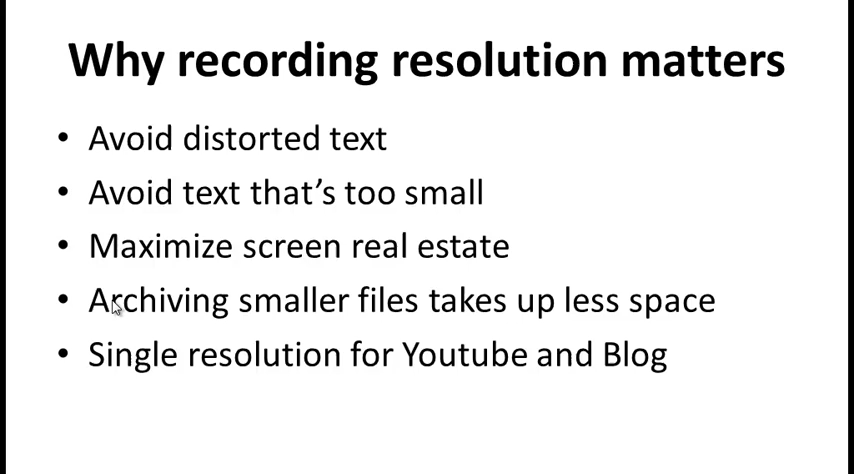 Why recording resolution matters
• Avoid distorted text
• Avoid text that’s too small
• Maximize screen real estate
• Archiving smaller files takes up less space
• Single resolution for Youtube and Blog